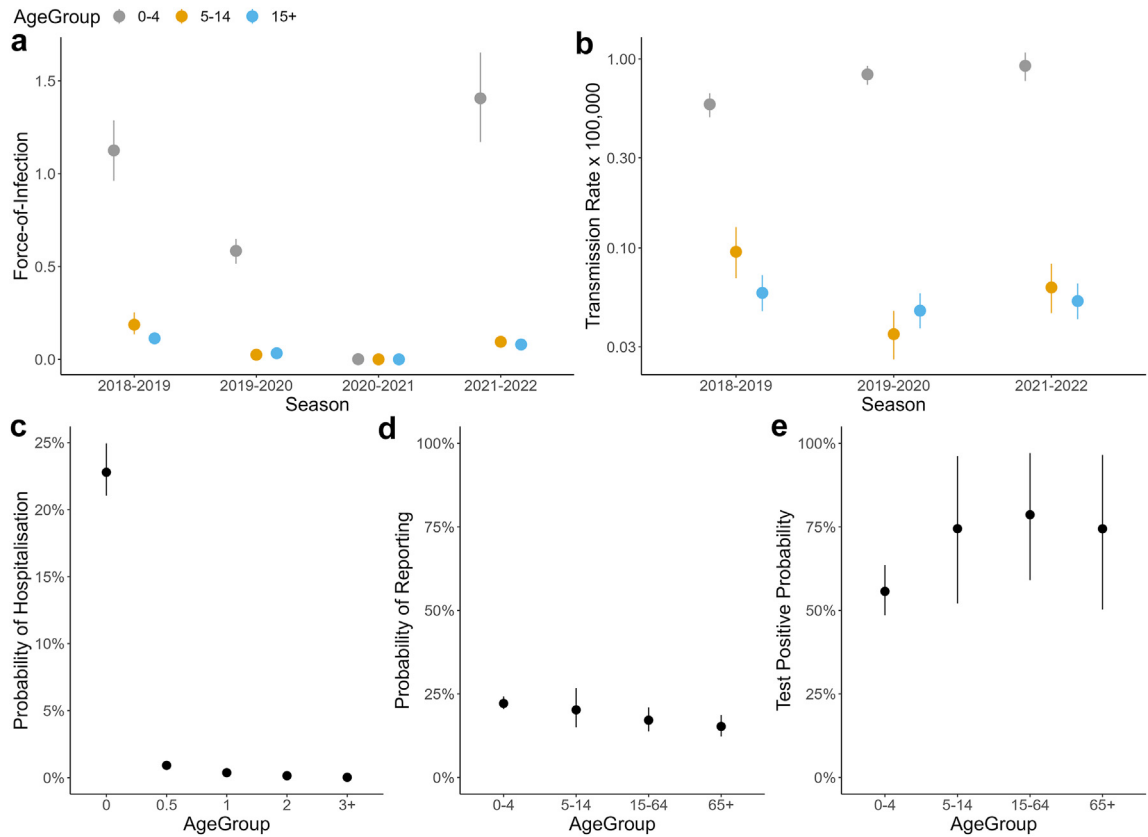 AgeGroup 0-4 5-14 15+
a
Force-of-Infection
1.5
1.0
0.5
0.0
2018-2019 2019-2020 2020-2021 2021-2022
Season
b
Transmission Rate x 100,000
1.00
0.30
0.10
0.03
2018-2019 2019-2020 2021-2022
Season
c
Probability of Hospitalisation
25%
20%
15%
10%
5%
0%
0 0.5 1 2 3+
AgeGroup
d
Probability of Reporting
100%
75%
50%
25%
0%
0-4 5-14 15-64 65+
AgeGroup
e
Test Positive Probability
100%
75%
50%
25%
0%
0-4 5-14 15-64 65+
AgeGroup